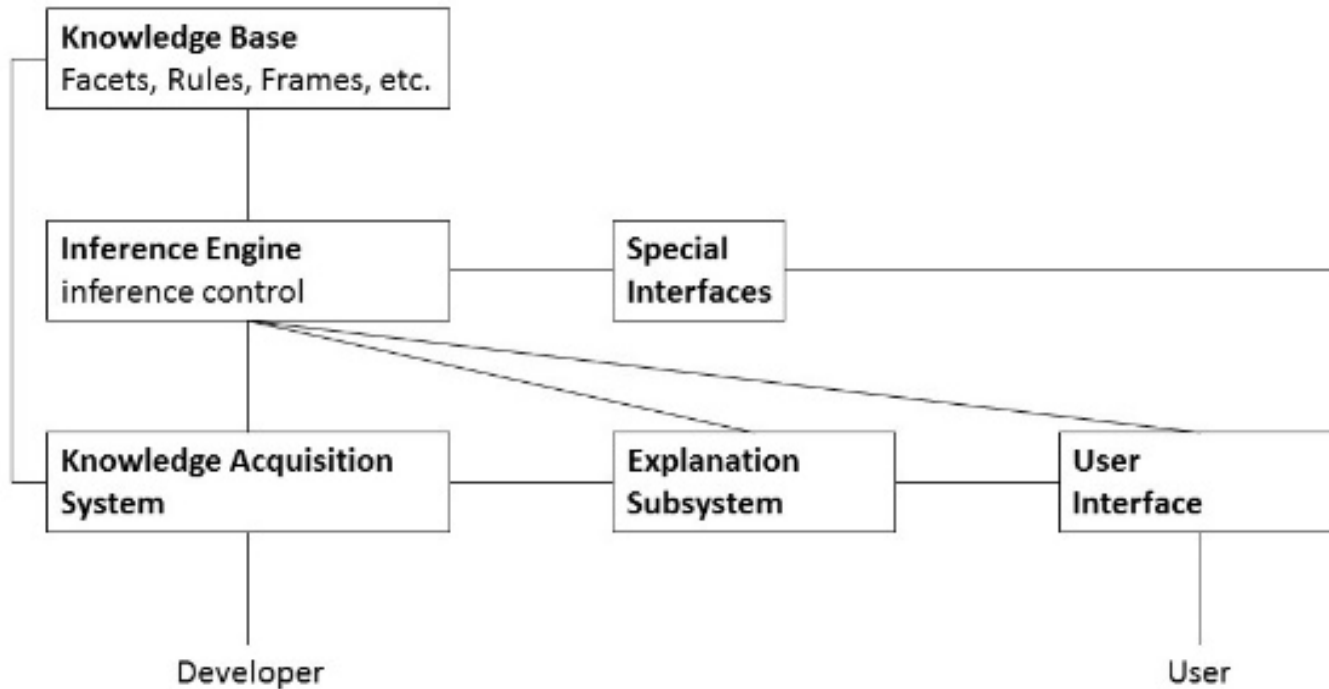 Knowledge Base
Facets, Rules, Frames, etc.
Inference Engine
inference control
Special
Interfaces
Knowledge Acquisition
System
Explanation
Subsystem
User
Interface
Developer
User